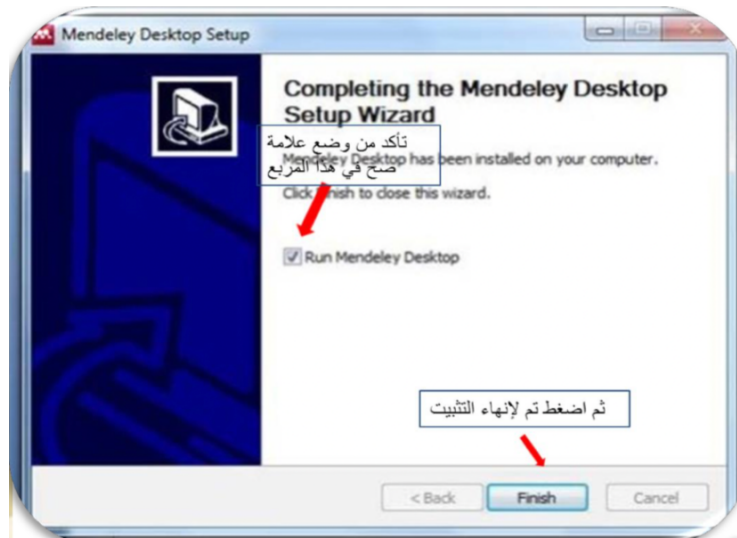 Mendeley Desktop Setup
Completing the Mendeley Desktop
Setup Wizard
تأكد من وضع علامة
صح في هذا المربع
Mendeley Desktop has been installed on your computer.
Click Finish to close this wizard.
Run Mendeley Desktop
ثم اضغط تم لإنهاء التثبيت
< Back
Finish
Cancel